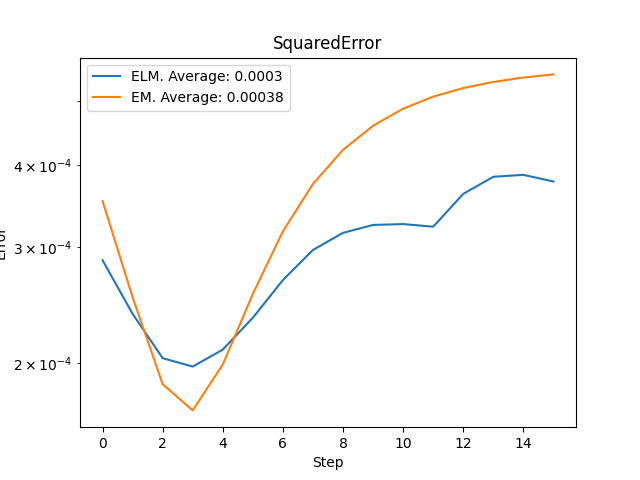 SquaredError
ELM. Average: 0.0003
EM. Average: 0.00038
4 × 10⁻⁴
3 × 10⁻⁴
2 × 10⁻⁴
Error
0 2 4 6 8 10 12 14
Step